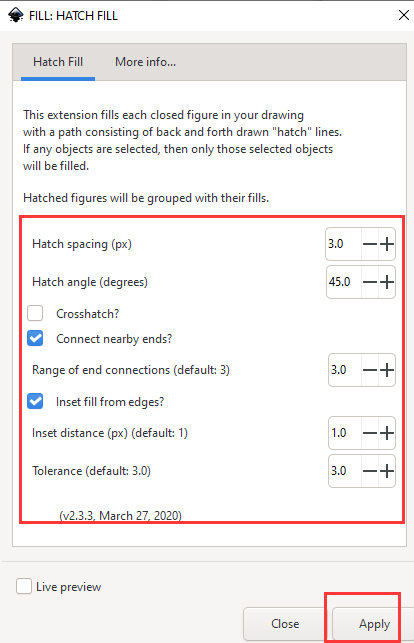 FILL: HATCH FILL
Hatch Fill More info...
This extension fills each closed figure in your drawing
with a path consisting of back and forth drawn "hatch" lines.
If any objects are selected, then only those selected objects
will be filled.
Hatched figures will be grouped with their fills.
Hatch spacing (px) 3.0
Hatch angle (degrees) 45.0
Crosshatch?
Connect nearby ends?
Range of end connections (default: 3) 3.0
Inset fill from edges?
Inset distance (px) (default: 1) 1.0
Tolerance (default: 3.0) 3.0
(v2.3.3, March 27, 2020)
Live preview
Close Apply